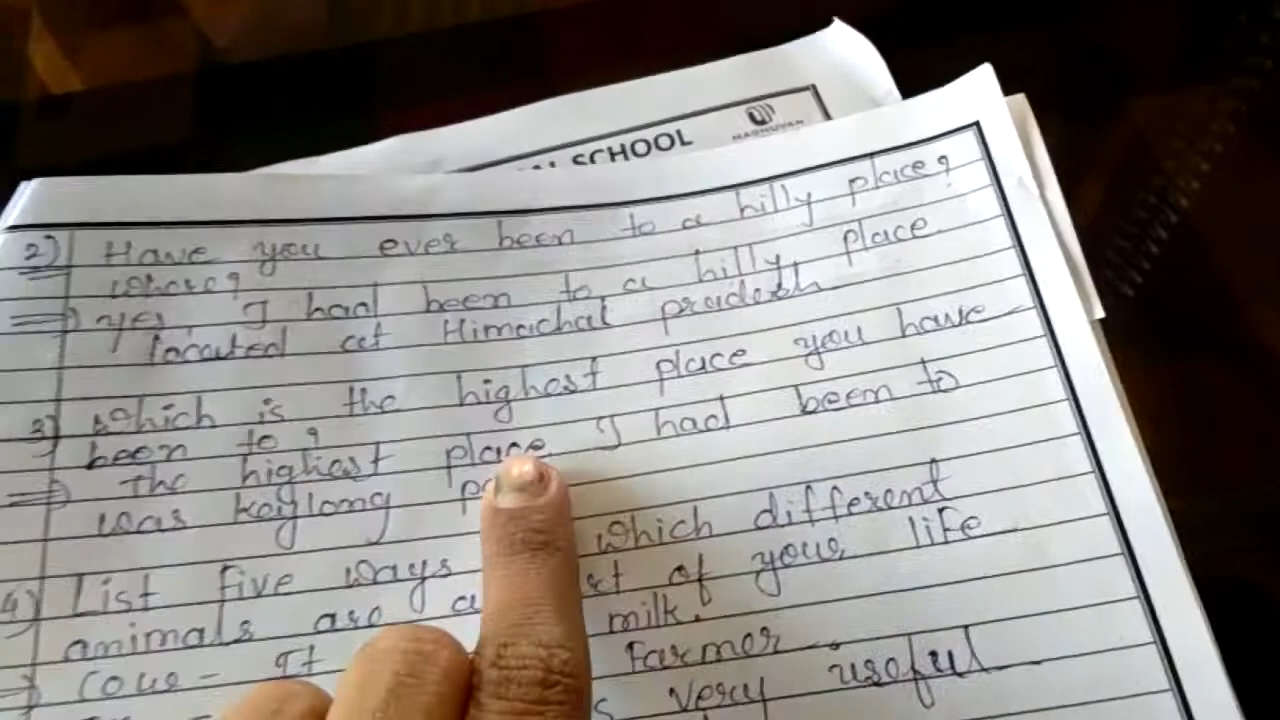 SCHOOL
MADHUVAN
2) Have you ever been to a hilly place?
where?
⇒ yes, I had been to a hilly place
located at Himachal pradesh
3) which is the highest place you have
been to?
⇒ the highest place I had been to
was keylong
4) List Five ways which different
animals are a of your life
⇒ Cow - It milk.
Farmer
very useful